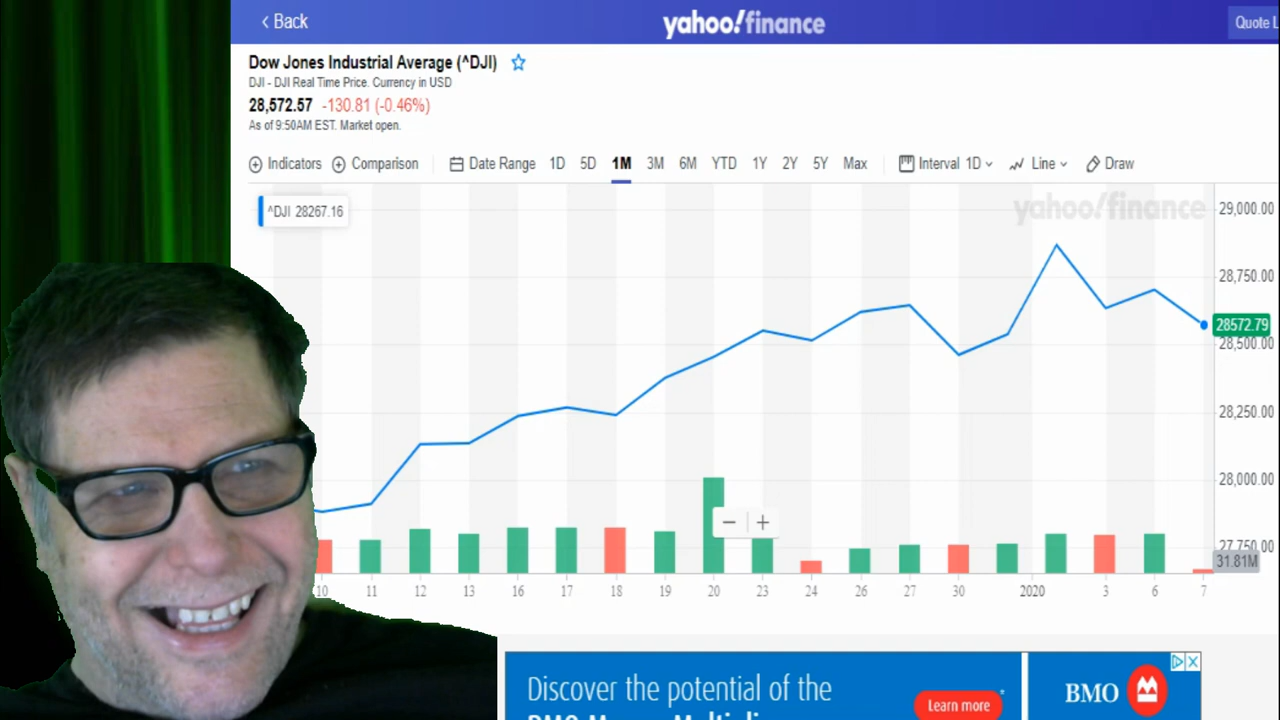 Back
yahoo!finance
Quote L
Dow Jones Industrial Average (^DJI)
DJI - DJI Real Time Price. Currency in USD
28,572.57 -130.81 (-0.46%)
As of 9:50AM EST. Market open.
Indicators Comparison Date Range 1D 5D 1M 3M 6M YTD 1Y 2Y 5Y Max Interval 1D Line Draw
^DJI 28267.16
yahoo!finance
29,000.00
28,750.00
28572.79
28,500.00
28,250.00
28,000.00
27,750.00
31.81M
10 11 12 13 16 17 18 19 20 23 24 26 27 30 2020 3 6 7
Discover the potential of the
Learn more
BMO